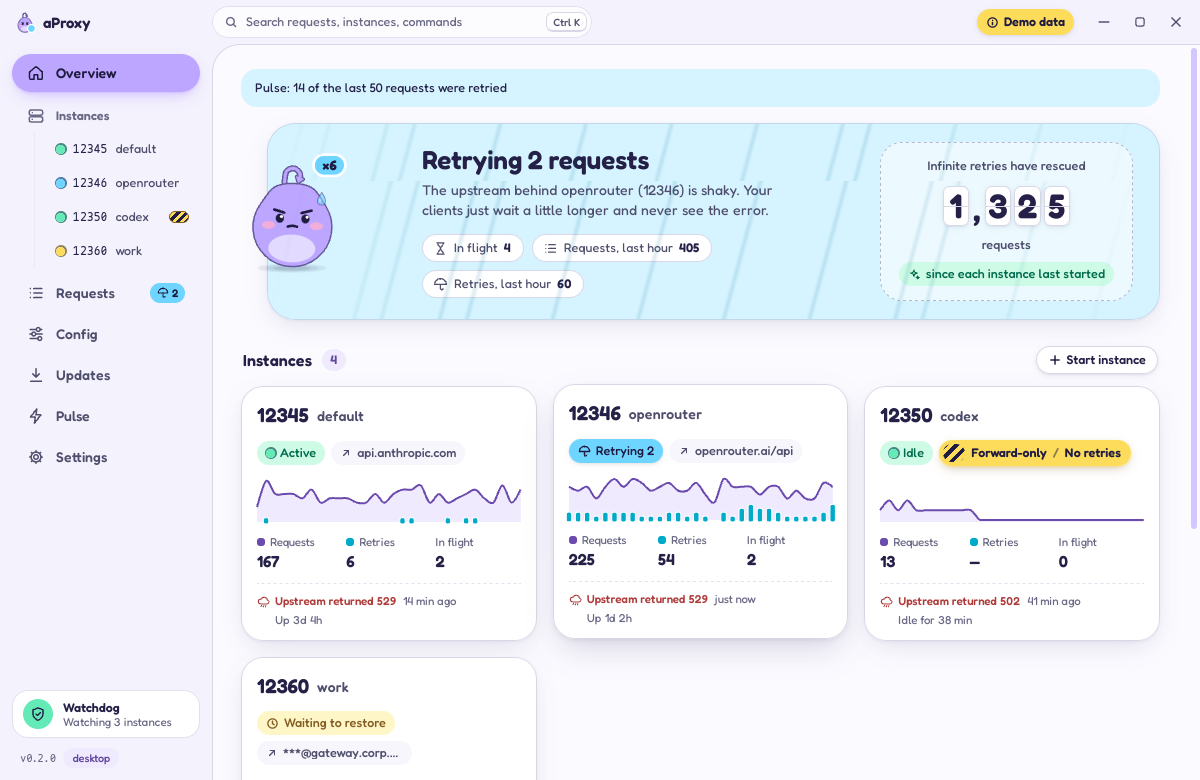 aProxy
Search requests, instances, commands
Ctrl K
Demo data
Overview
Instances
12345 default
12346 openrouter
12350 codex
12360 work
Requests
2
Config
Updates
Pulse
Settings
Watchdog
Watching 3 instances
v0.2.0 desktop
Pulse: 14 of the last 50 requests were retried
×6
Retrying 2 requests
The upstream behind openrouter (12346) is shaky. Your
clients just wait a little longer and never see the error.
In flight 4
Requests, last hour 405
Retries, last hour 60
Infinite retries have rescued
1,325
requests
since each instance last started
Instances 4
Start instance
12345 default
Active
api.anthropic.com
Requests Retries In flight
167 6 2
Upstream returned 529 14 min ago
Up 3d 4h
12346 openrouter
Retrying 2
openrouter.ai/api
Requests Retries In flight
225 54 2
Upstream returned 529 just now
Up 1d 2h
12350 codex
Idle
Forward-only / No retries
Requests Retries In flight
13 – 0
Upstream returned 502 41 min ago
Idle for 38 min
12360 work
Waiting to restore
***@gateway.corp....